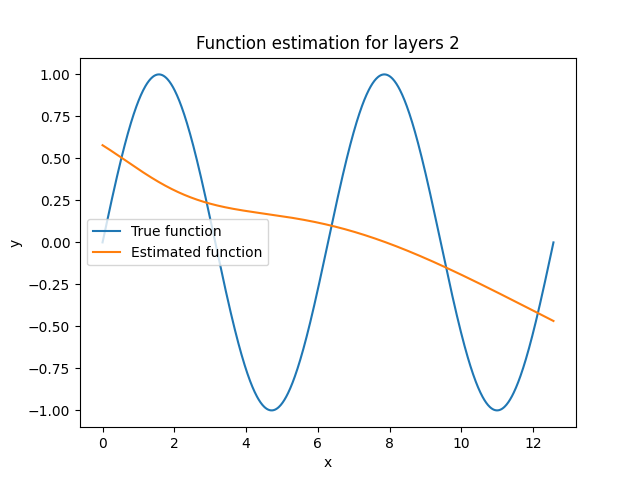 Function estimation for layers 2
1.00
0.75
0.50
0.25
0.00
−0.25
−0.50
−0.75
−1.00
y
True function
Estimated function
0 2 4 6 8 10 12
x